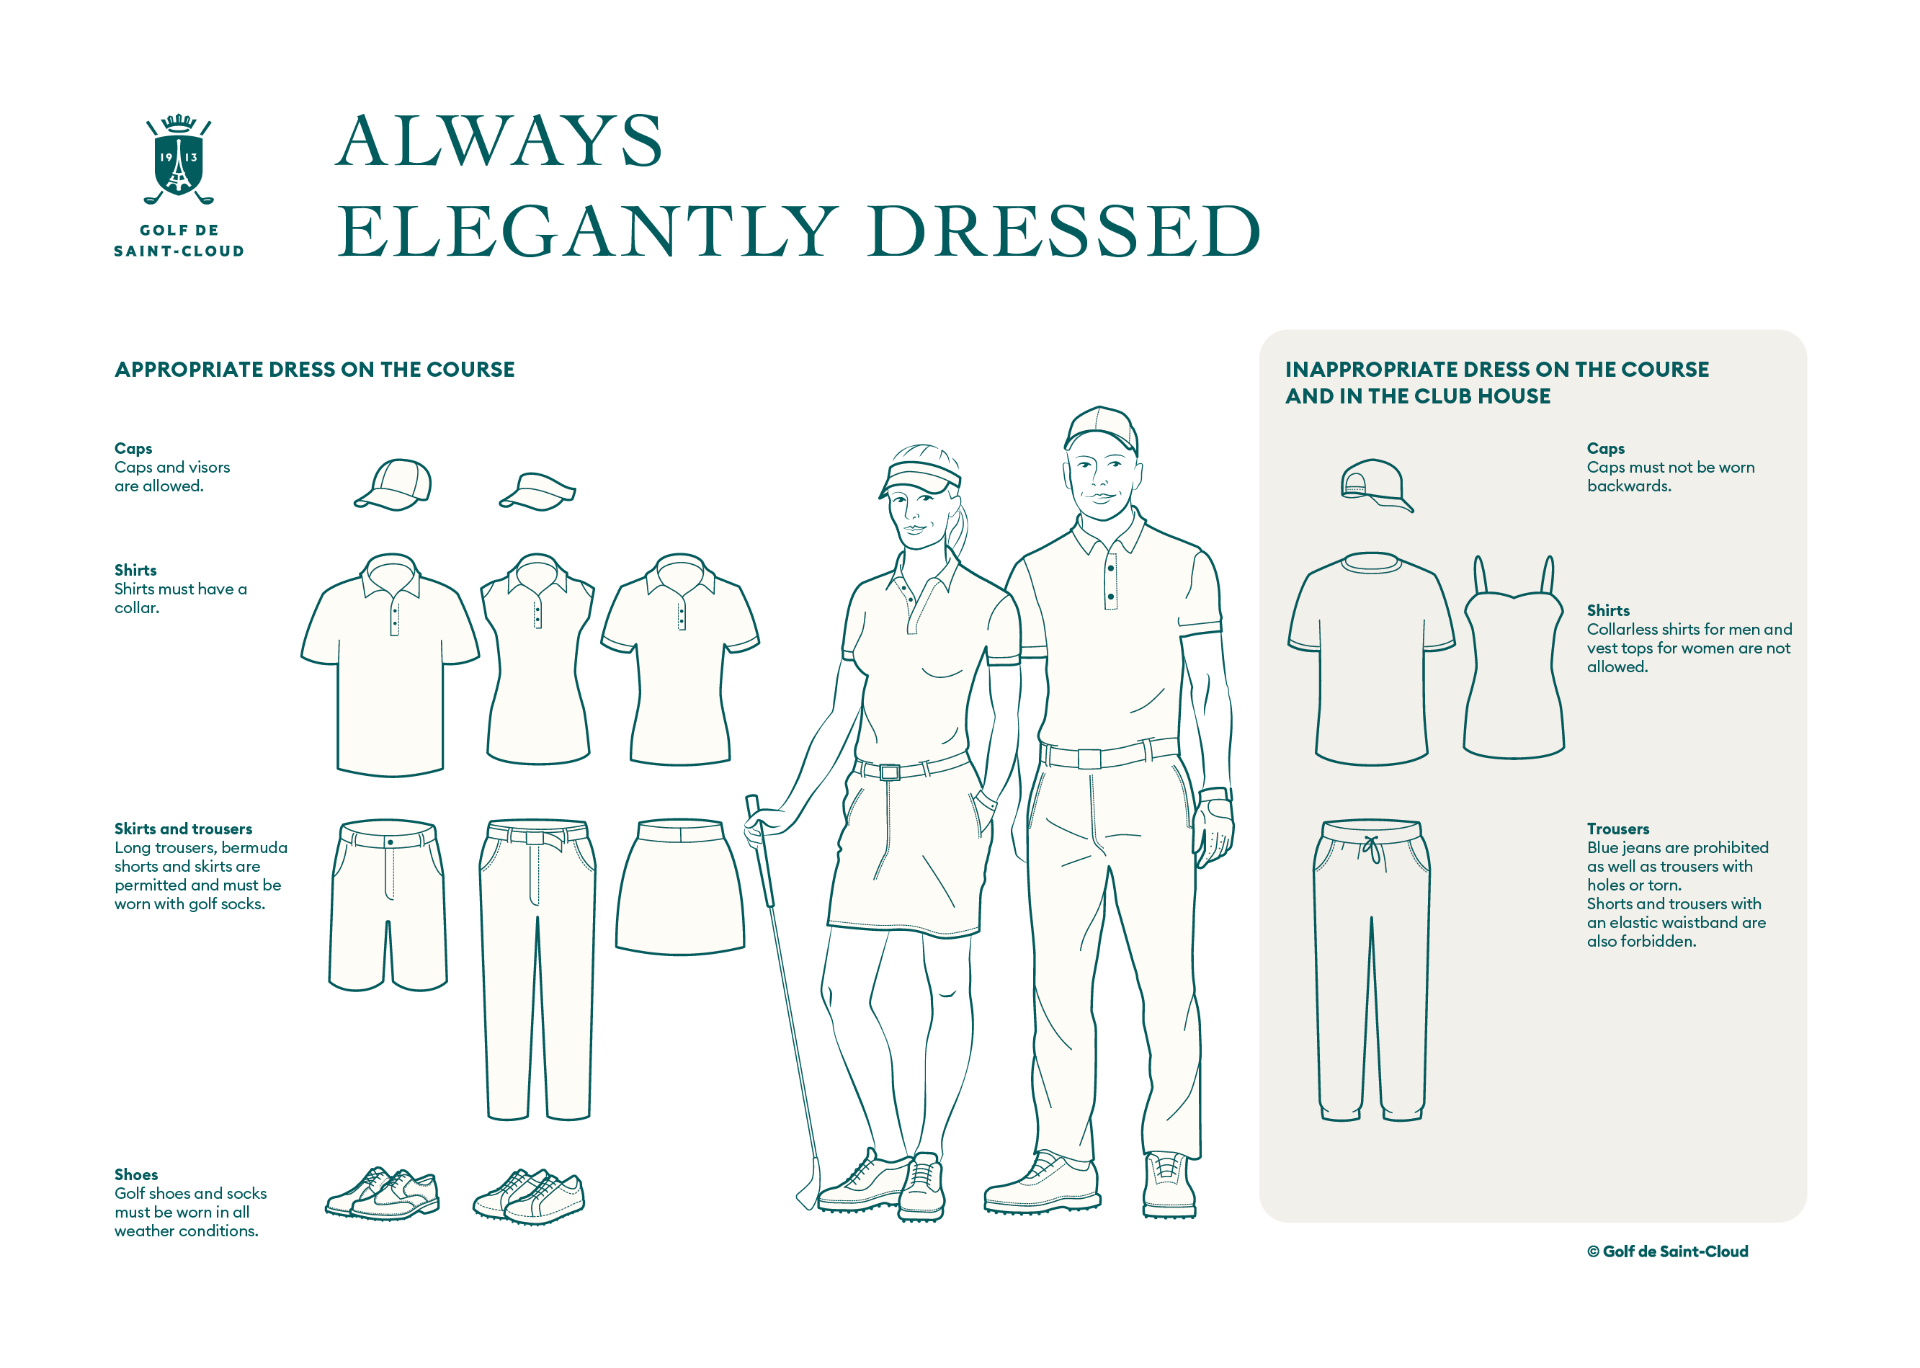 19 13
GOLF DE
SAINT-CLOUD
ALWAYS
ELEGANTLY DRESSED
APPROPRIATE DRESS ON THE COURSE
Caps
Caps and visors
are allowed.
Shirts
Shirts must have a
collar.
Skirts and trousers
Long trousers, bermuda
shorts and skirts are
permitted and must be
worn with golf socks.
Shoes
Golf shoes and socks
must be worn in all
weather conditions.
INAPPROPRIATE DRESS ON THE COURSE
AND IN THE CLUB HOUSE
Caps
Caps must not be worn
backwards.
Shirts
Collarless shirts for men and
vest tops for women are not
allowed.
Trousers
Blue jeans are prohibited
as well as trousers with
holes or torn.
Shorts and trousers with
an elastic waistband are
also forbidden.
© Golf de Saint-Cloud